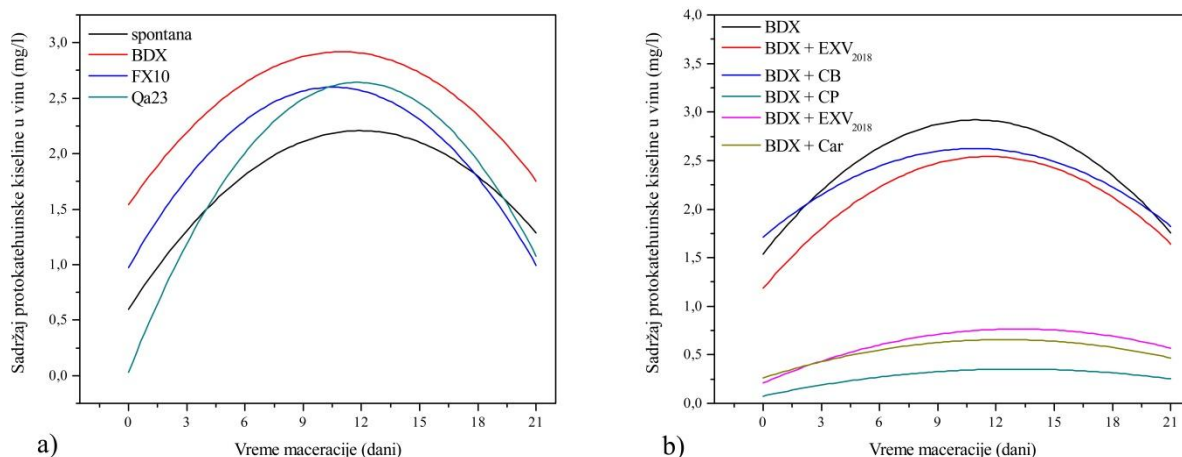 Sadržaj protokatehuinske kiseline u vinu (mg/l)
3,0
2,5
2,0
1,5
1,0
0,5
0,0
spontana
BDX
FX10
Qa23
0 3 6 9 12 15 18 21
Vreme maceracije (dani)
a)
Sadržaj protokatehuinske kiseline u vinu (mg/l)
4,0
3,5
3,0
2,5
2,0
1,5
1,0
0,5
0,0
BDX
BDX + EXV2018
BDX + CB
BDX + CP
BDX + EXV2018
BDX + Car
0 3 6 9 12 15 18 21
Vreme maceracije (dani)
b)